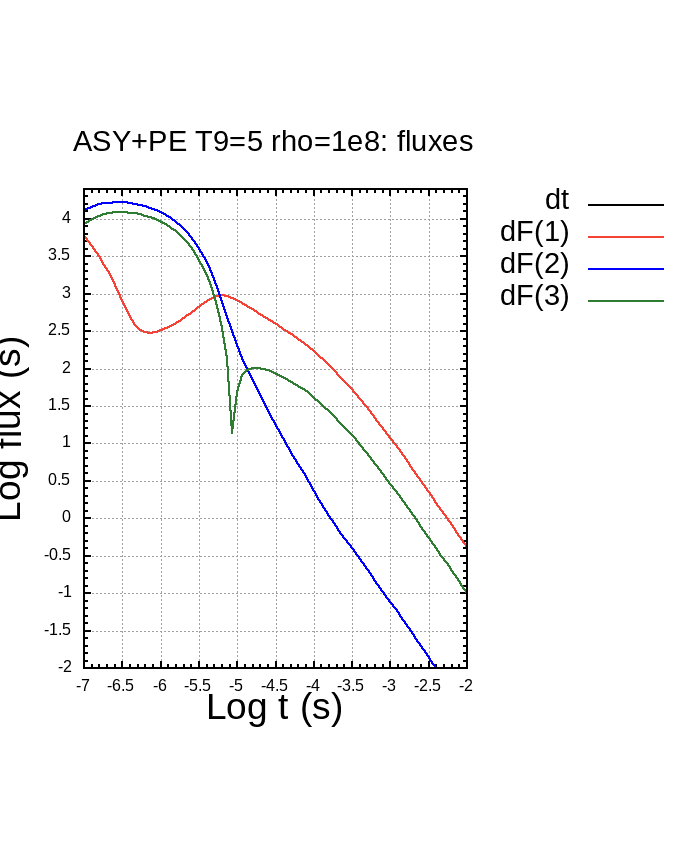 ASY+PE T9=5 rho=1e8: fluxes
dt
dF(1)
dF(2)
dF(3)
4
3.5
3
2.5
2
1.5
1
0.5
0
-0.5
-1
-1.5
-2
Log flux (s)
-7 -6.5 -6 -5.5 -5 -4.5 -4 -3.5 -3 -2.5 -2
Log t (s)